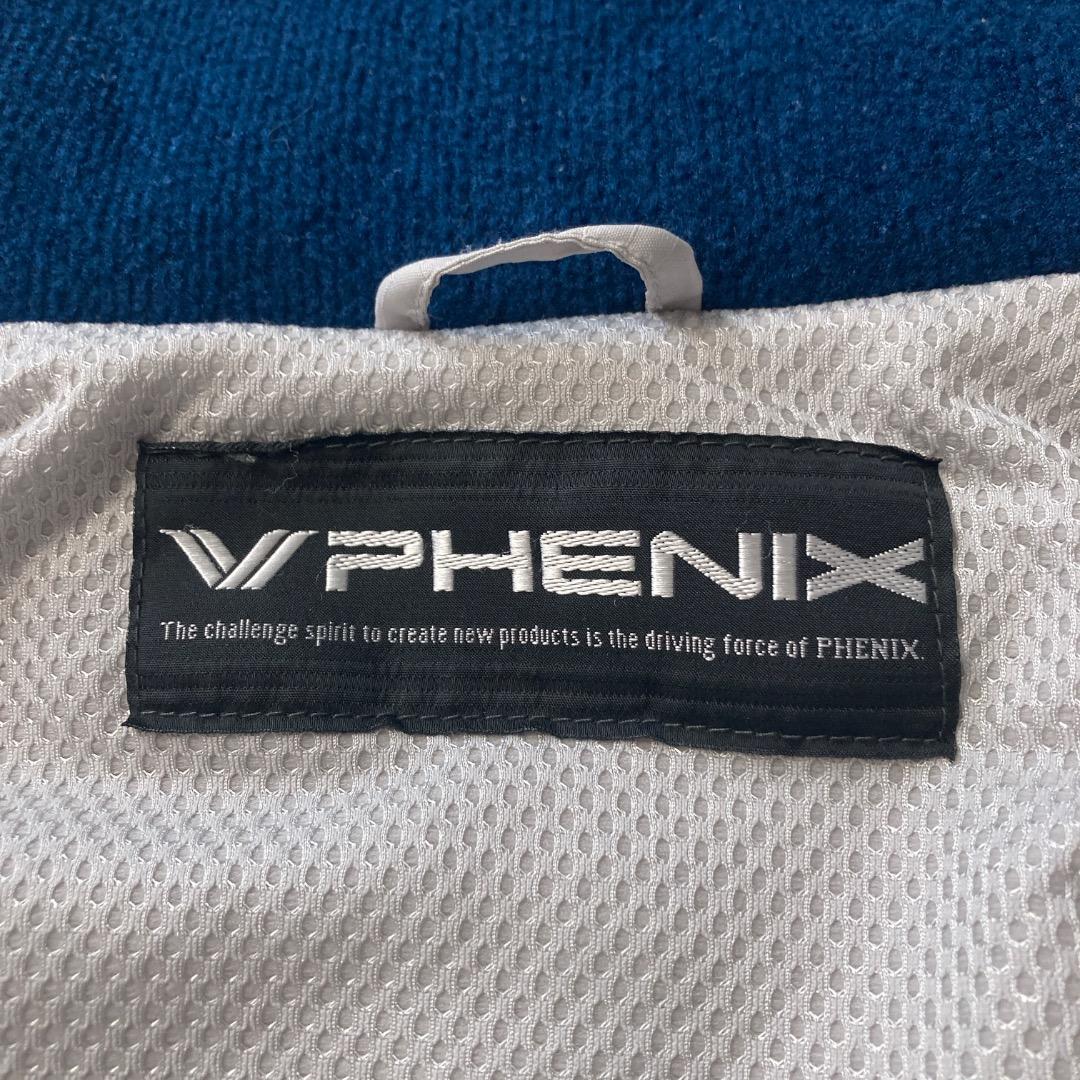 PHENIX
The challenge spirit to create new products is the driving force of PHENIX.